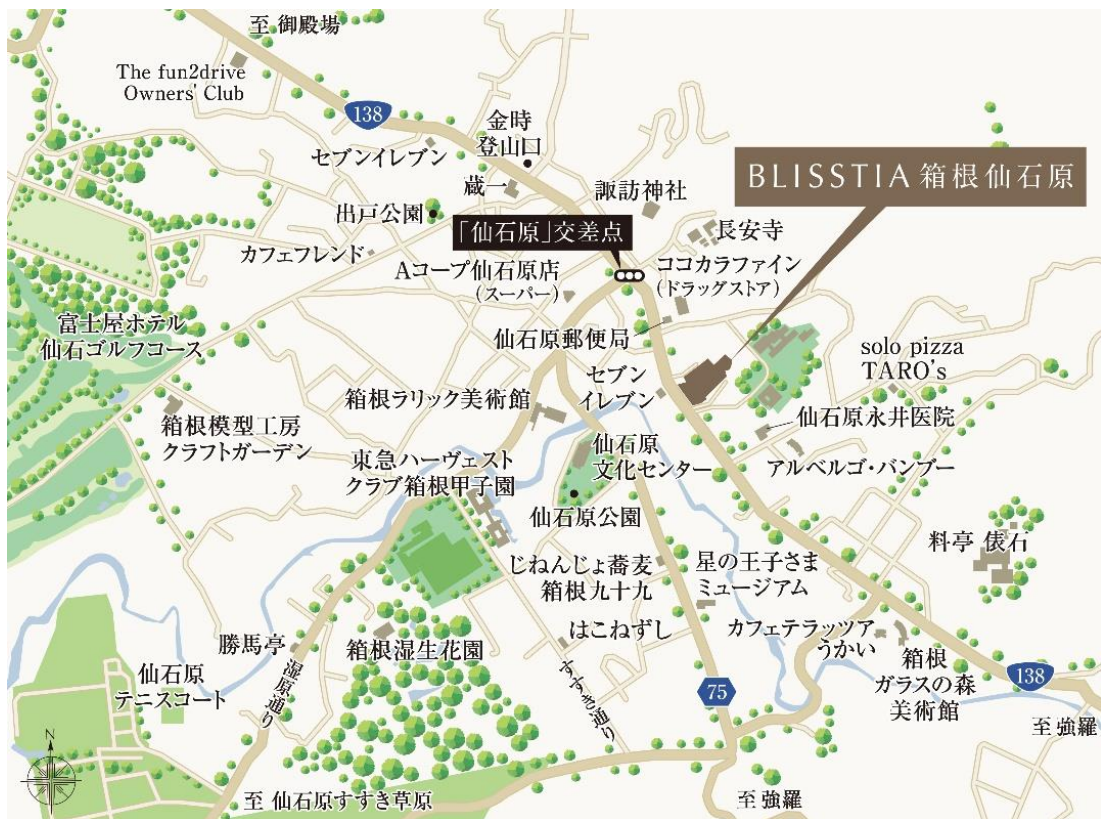 至 御殿場
The fun2drive
Owners' Club
138
金時
登山口
セブンイレブン
蔵一
諏訪神社
BLISSTIA 箱根仙石原
出戸公園
「仙石原」交差点
長安寺
カフェフレンド
Aコープ仙石原店
(スーパー)
ココカラファイン
(ドラッグストア)
富士屋ホテル
仙石ゴルフコース
仙石原郵便局
solo pizza
TARO's
セブン
イレブン
箱根ラリック美術館
仙石原永井医院
箱根模型工房
クラフトガーデン
仙石原
文化センター
アルベルゴ・バンブー
東急ハーヴェスト
クラブ箱根甲子園
仙石原公園
料亭 俵石
じねんじょ蕎麦
箱根九十九
星の王子さま
ミュージアム
はこねずし
カフェテラッツア
うかい
勝馬亭
箱根湿生花園
箱根
ガラスの森
美術館
仙石原
テニスコート
湿原通り
すすき通り
75
138
至 強羅
N
至 仙石原すすき草原
至 強羅